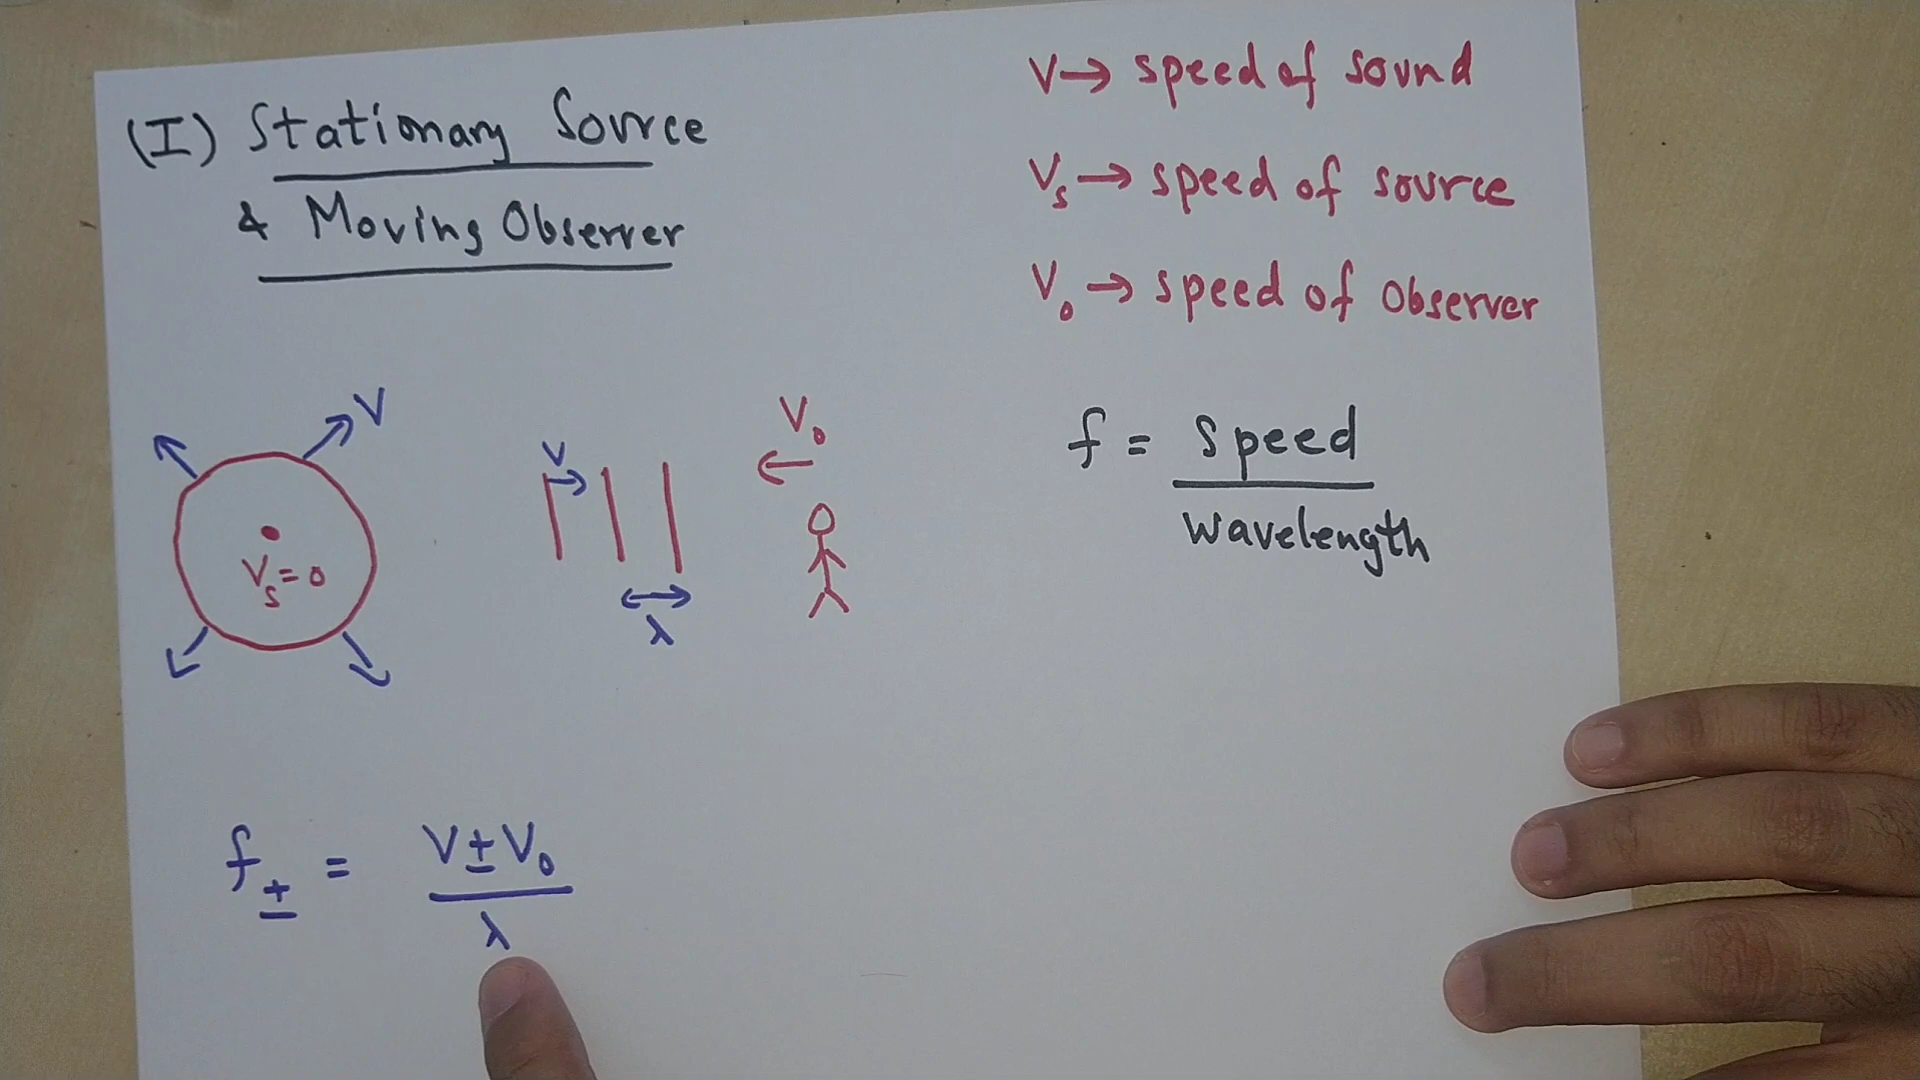 (I) Stationary Source
& Moving Observer
V→ speed of sound
Vs→ speed of source
Vo→ speed of observer
V
Vs=0
V
λ
Vo
f = speed
wavelength
f± = V±Vo
λ